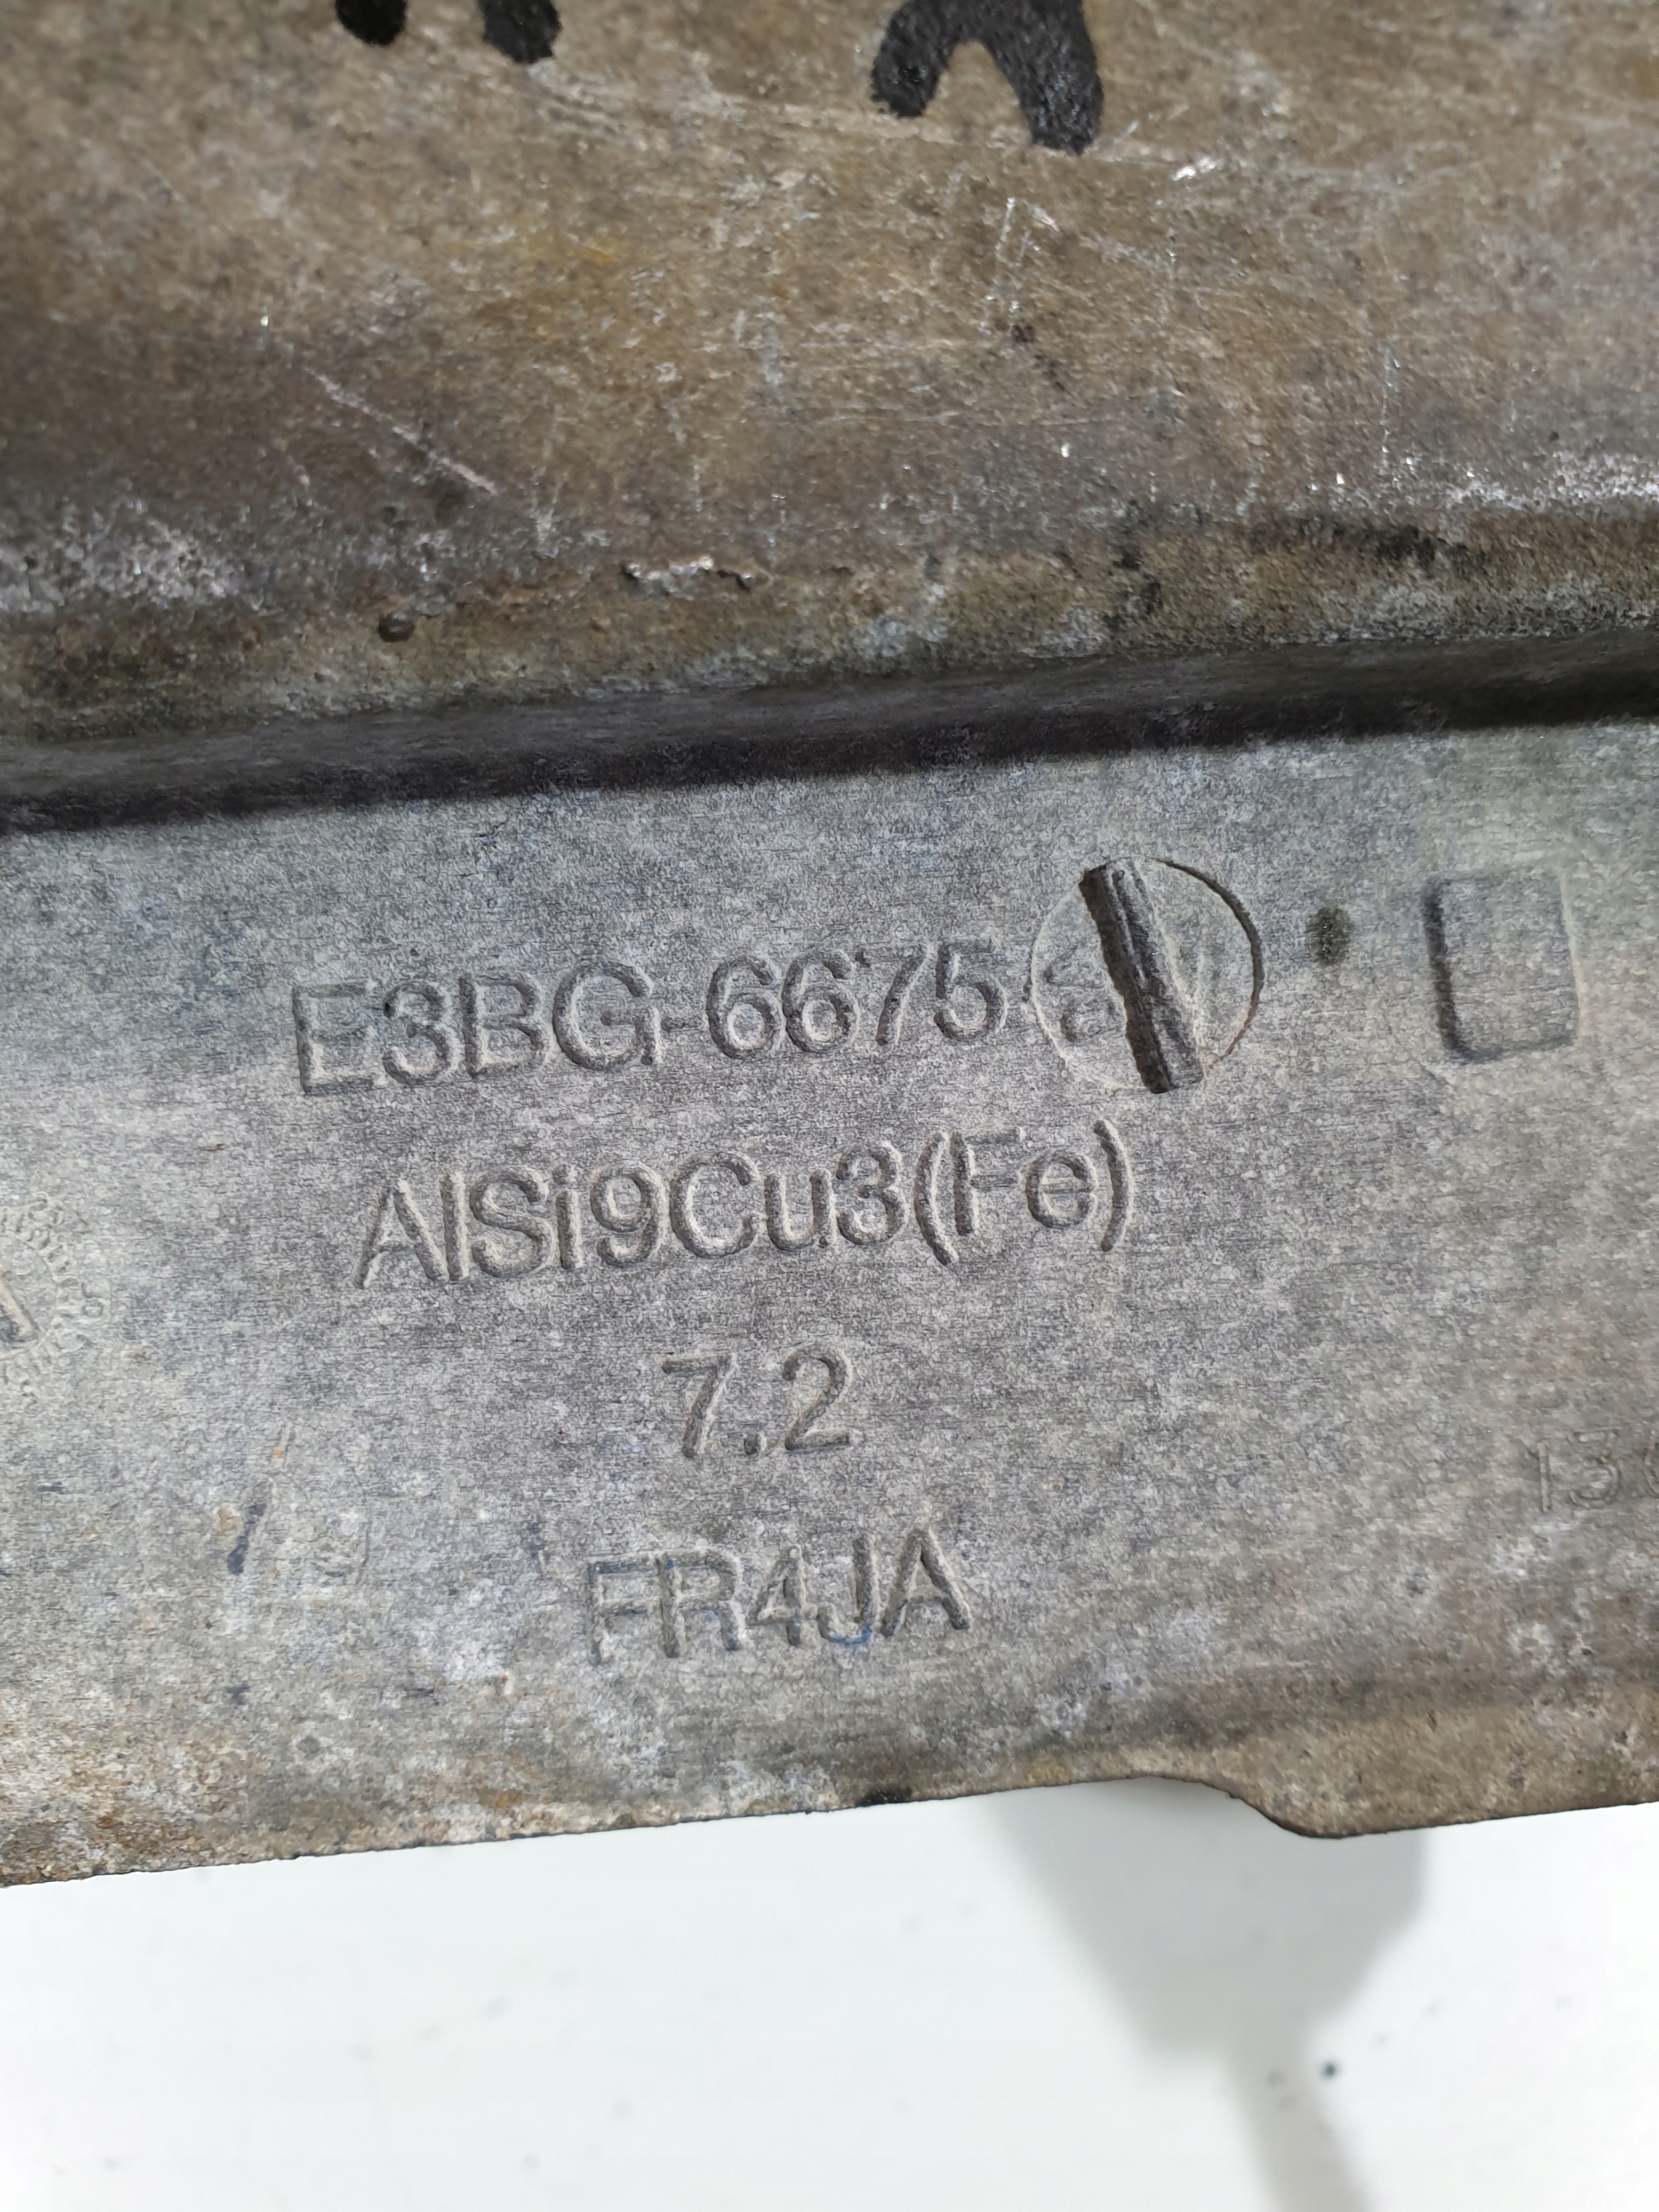 E3BG 6675
AlSi9Cu3(Fe)
7.2
FR4JA